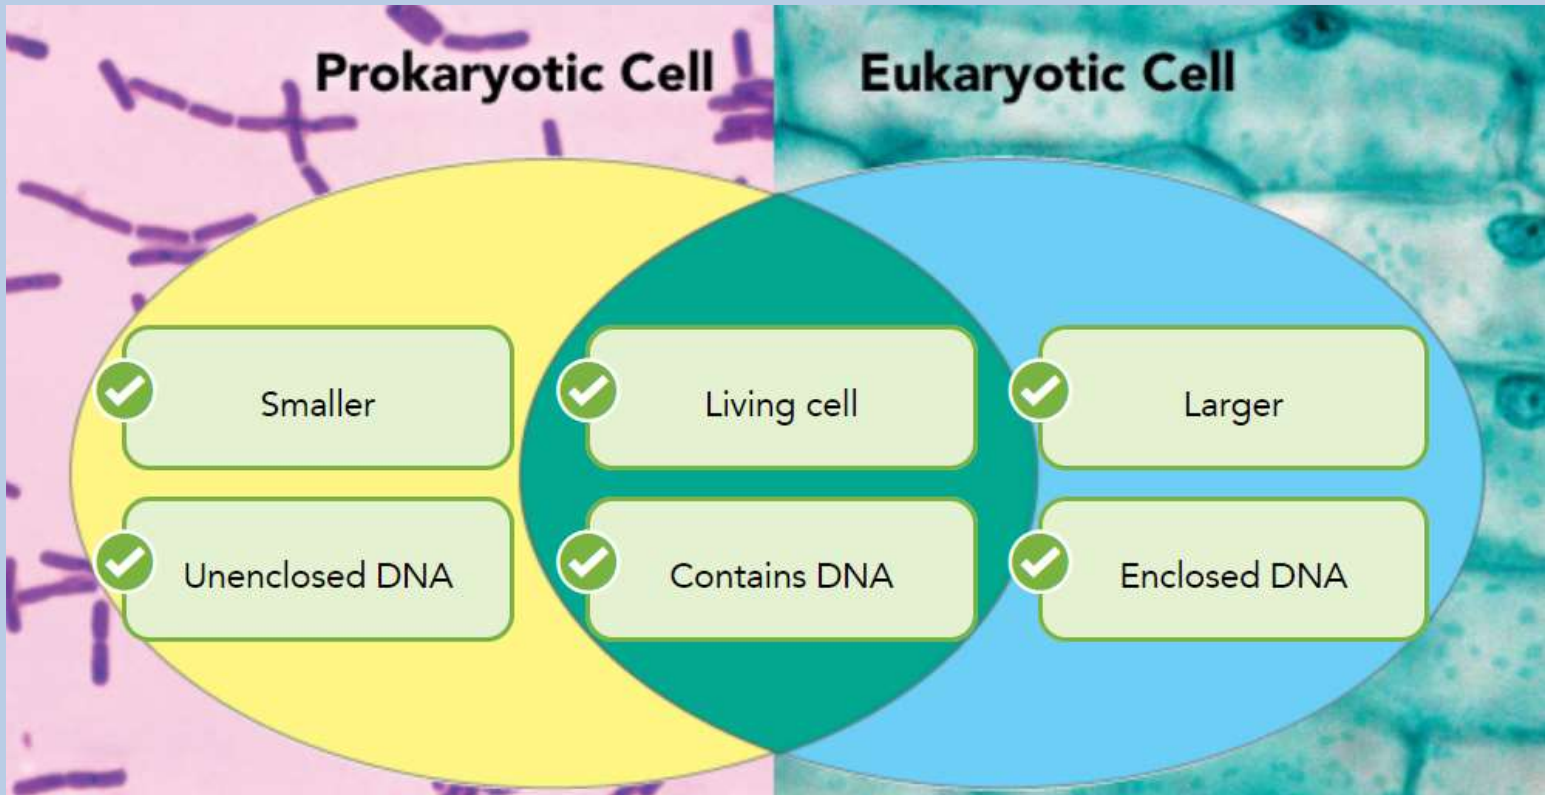 Prokaryotic Cell
Eukaryotic Cell
Smaller
Living cell
Larger
Unenclosed DNA
Contains DNA
Enclosed DNA